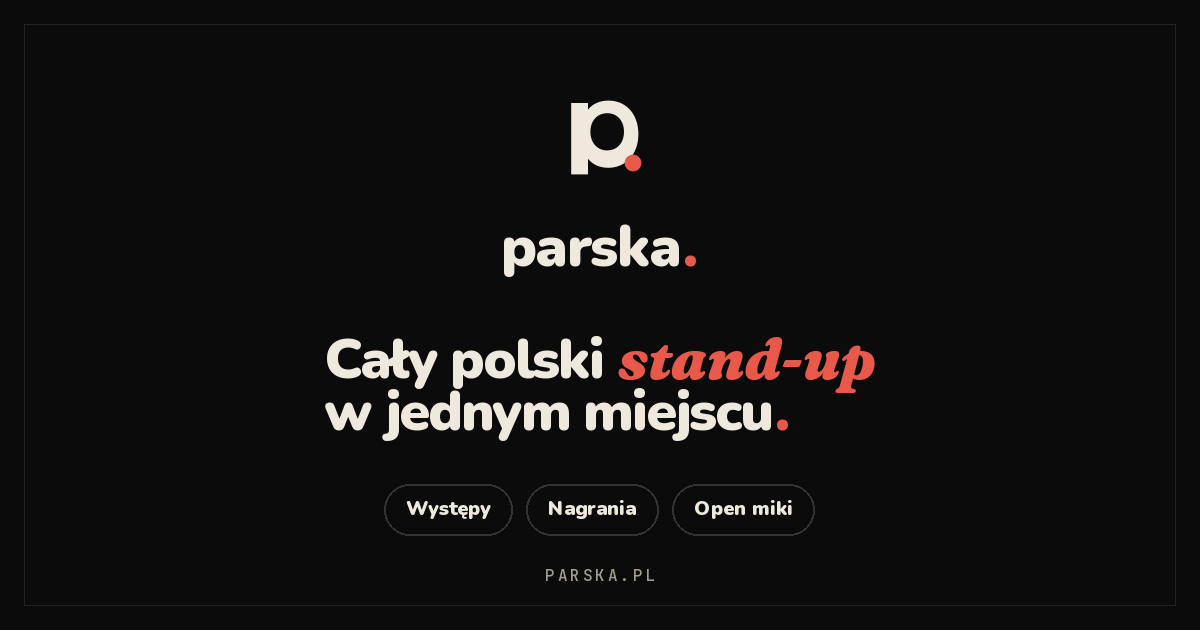 p.
parska.
Cały polski stand-up
w jednym miejscu.
Występy
Nagrania
Open miki
PARSKA.PL